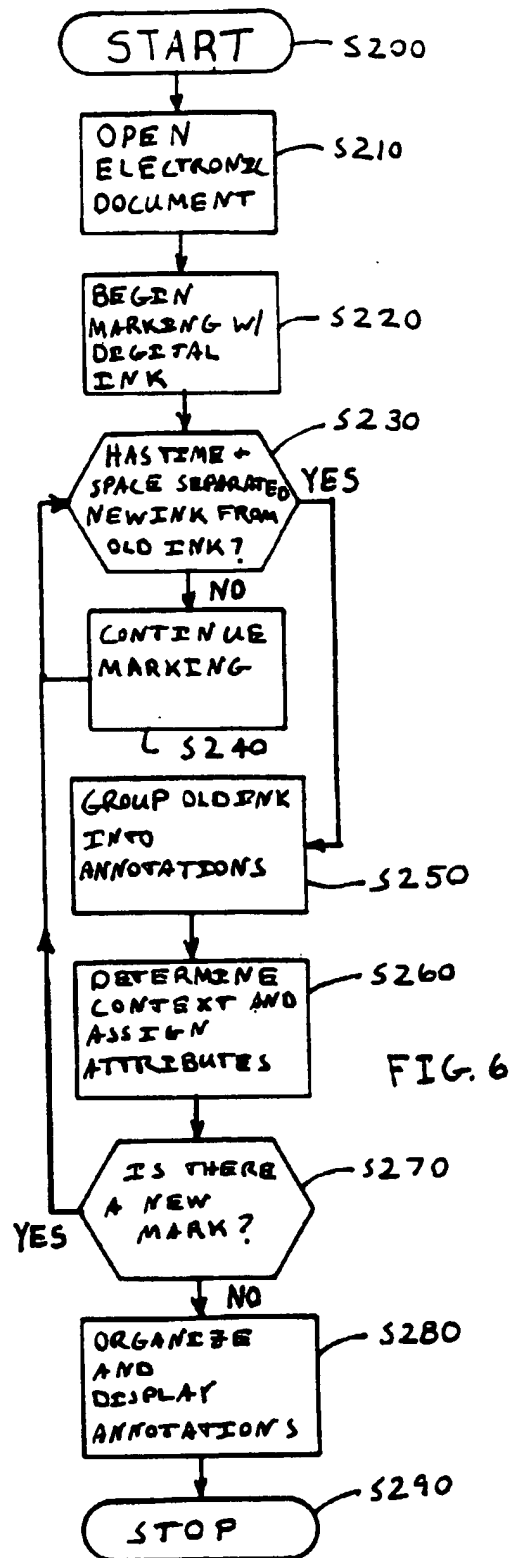 START
S200
OPEN
ELECTRONIC
DOCUMENT
S210
BEGIN
MARKING W/
DIGITAL
INK
S220
HAS TIME +
SPACE SEPARATED
NEW INK FROM
OLD INK?
S230
YES
NO
CONTINUE
MARKING
S240
GROUP OLD INK
INTO
ANNOTATIONS
S250
DETERMINE
CONTEXT AND
ASSIGN
ATTRIBUTES
S260
FIG. 6
IS THERE
A NEW
MARK?
S270
YES
NO
ORGANIZE
AND
DISPLAY
ANNOTATIONS
S280
STOP
S290